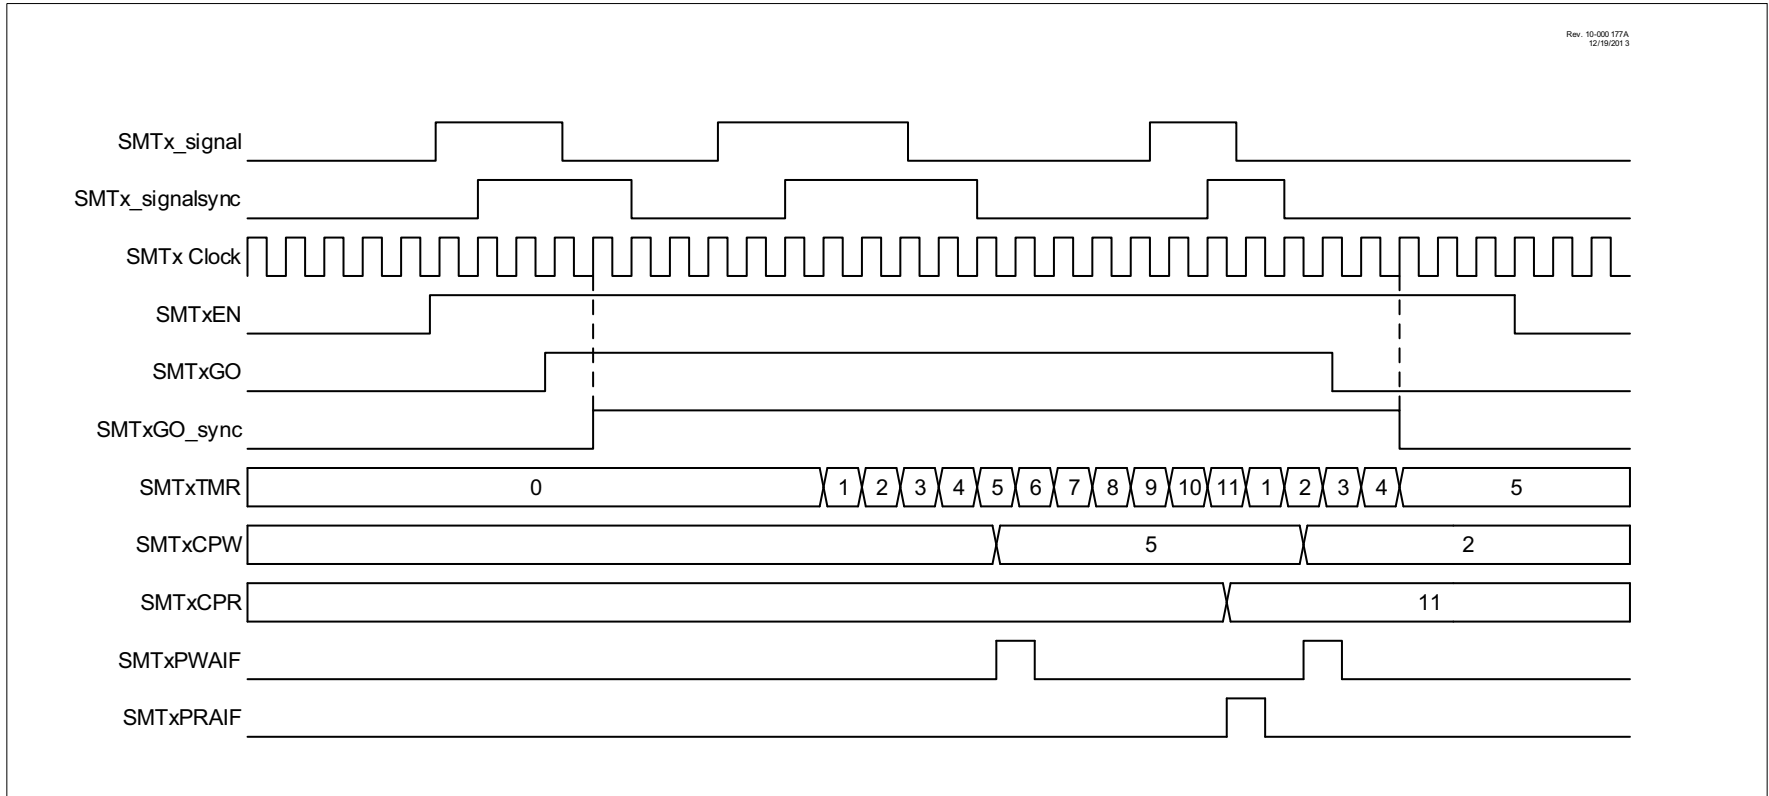 Rev. 10-000 177A
12/19/201 3
SMTx_signal
SMTx_signalsync
SMTx Clock
SMTxEN
SMTxGO
SMTxGO_sync
SMTxTMR 0 1 2 3 4 5 6 7 8 9 10 11 1 2 3 4 5
SMTxCPW 5 2
SMTxCPR 11
SMTxPWAIF
SMTxPRAIF